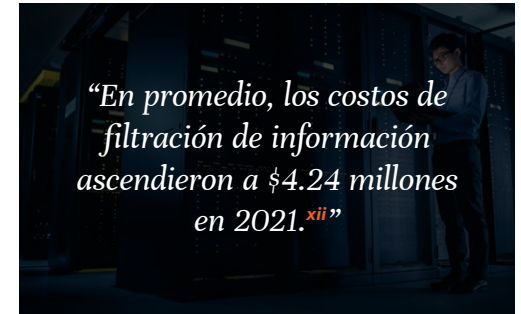 “En promedio, los costos de
filtración de información
ascendieron a $4.24 millones
en 2021.xii”